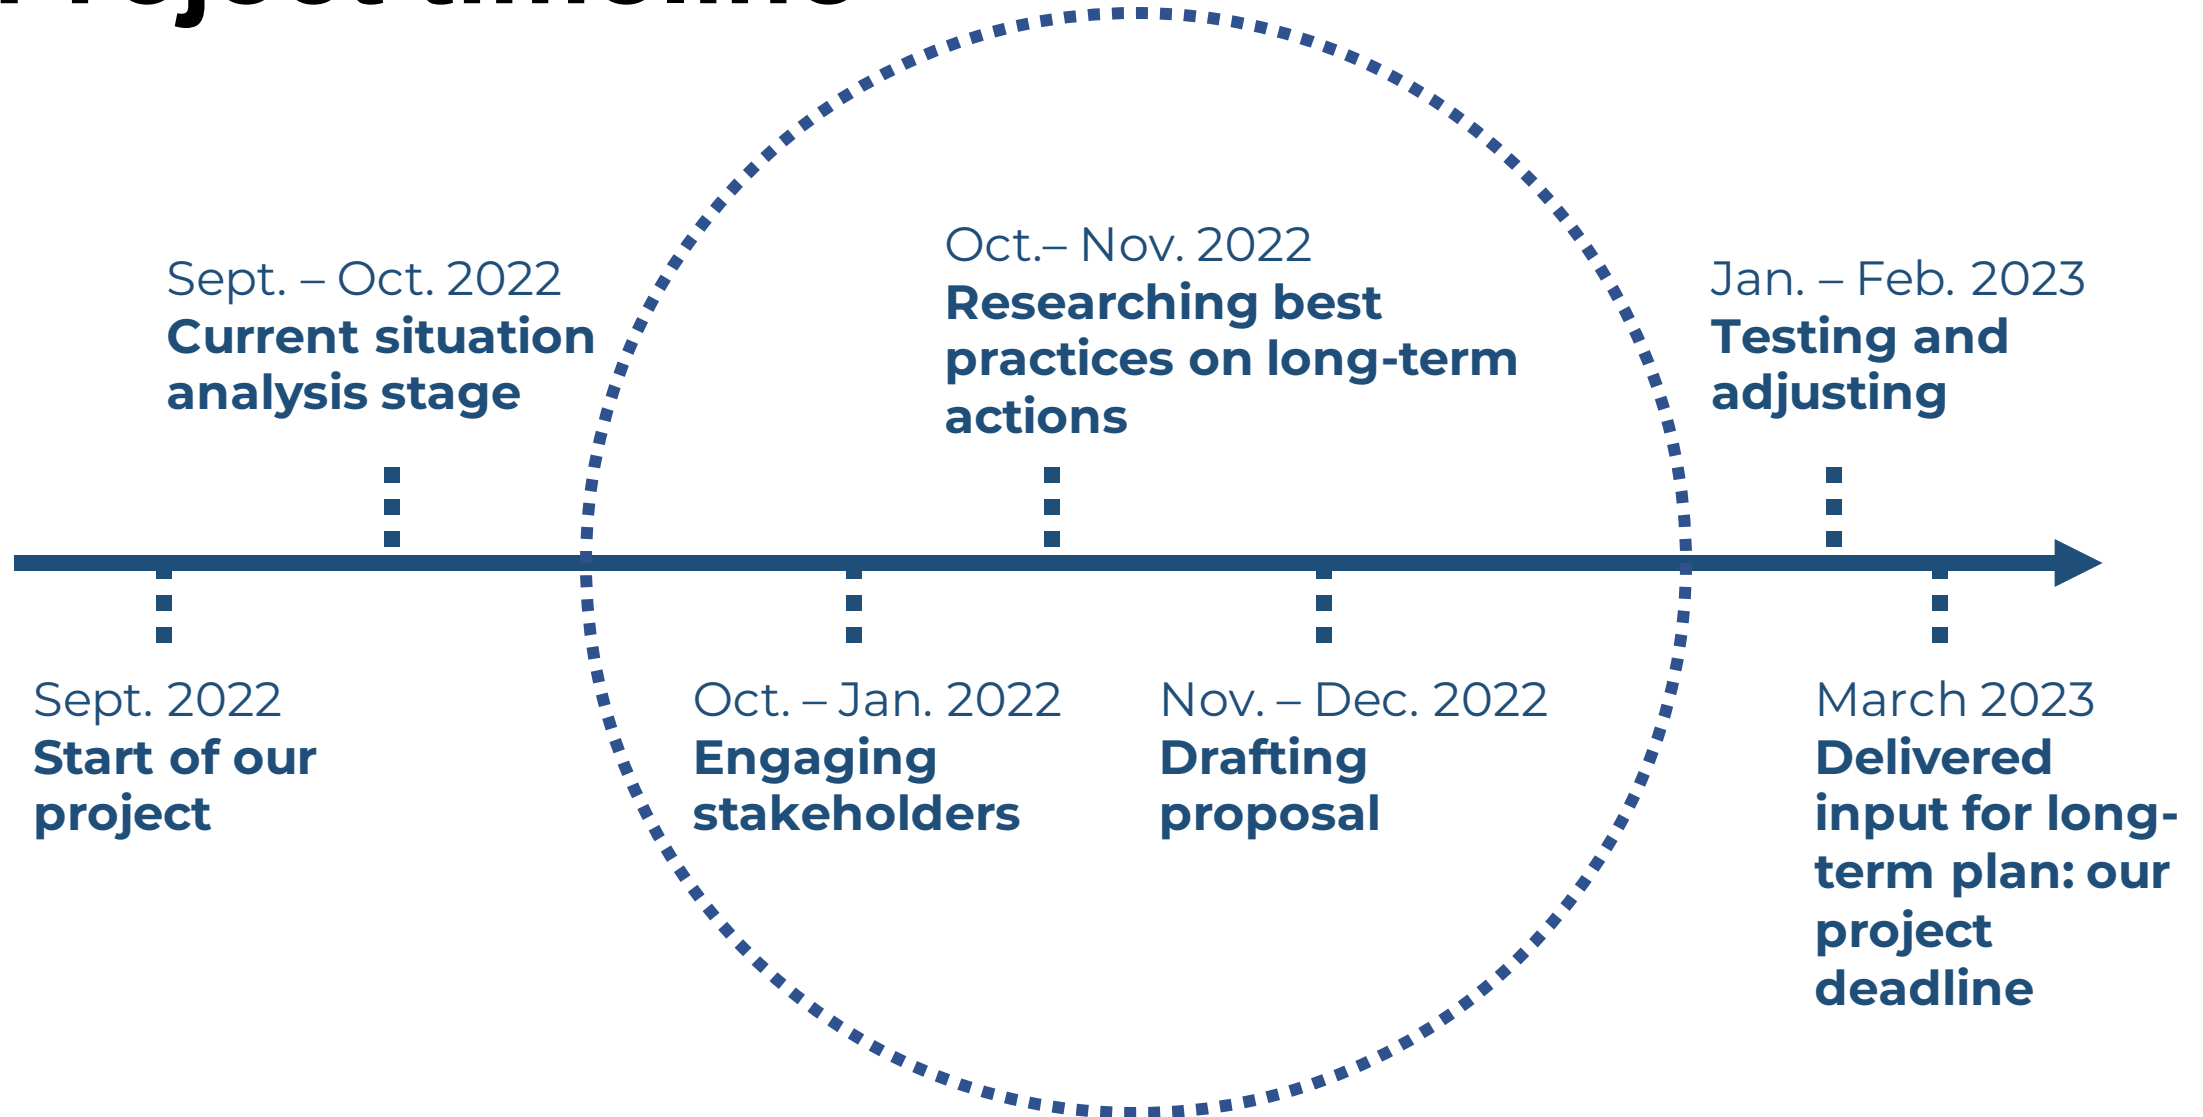 Project timeline
Sept. – Oct. 2022
Current situation
analysis stage
Oct.– Nov. 2022
Researching best
practices on long-term
actions
Jan. – Feb. 2023
Testing and
adjusting
Sept. 2022
Start of our
project
Oct. – Jan. 2022
Engaging
stakeholders
Nov. – Dec. 2022
Drafting
proposal
March 2023
Delivered
input for long-
term plan: our
project
deadline